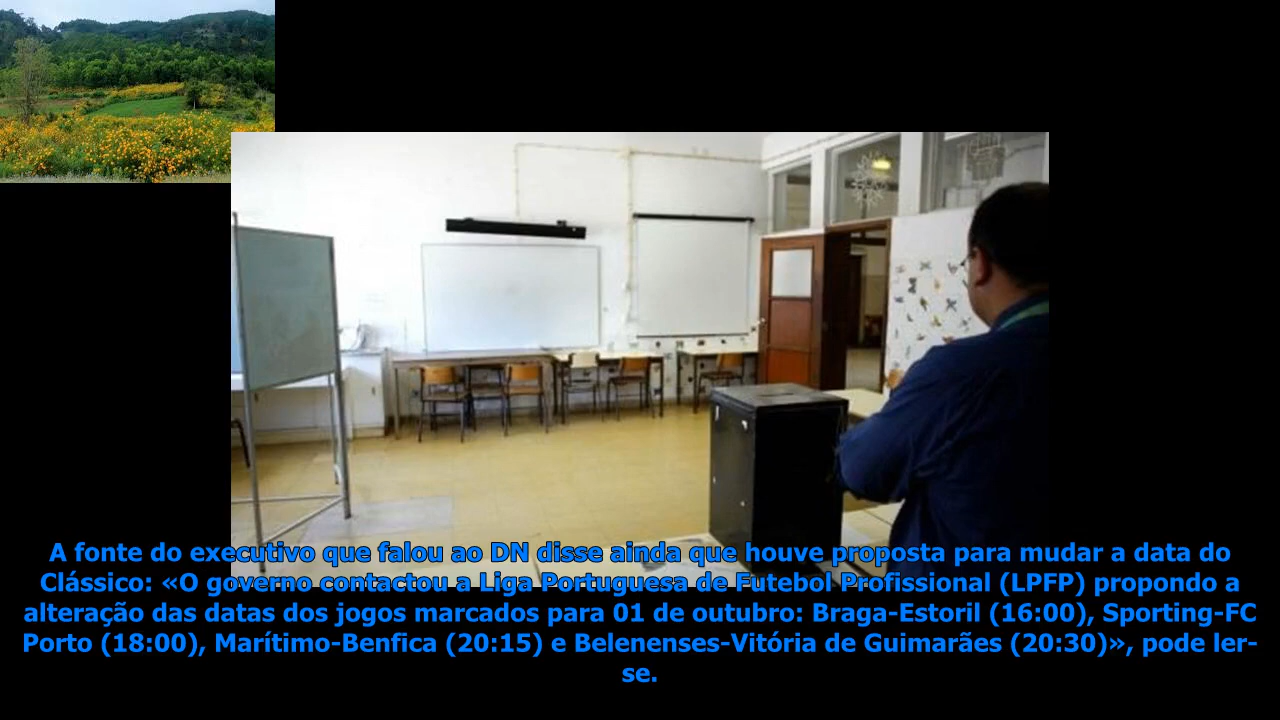 A fonte do executivo que falou ao DN disse ainda que houve proposta para mudar a data do
Clássico: «O governo contactou a Liga Portuguesa de Futebol Profissional (LPFP) propondo a
alteração das datas dos jogos marcados para 01 de outubro: Braga-Estoril (16:00), Sporting-FC
Porto (18:00), Marítimo-Benfica (20:15) e Belenenses-Vitória de Guimarães (20:30)», pode ler-
se.